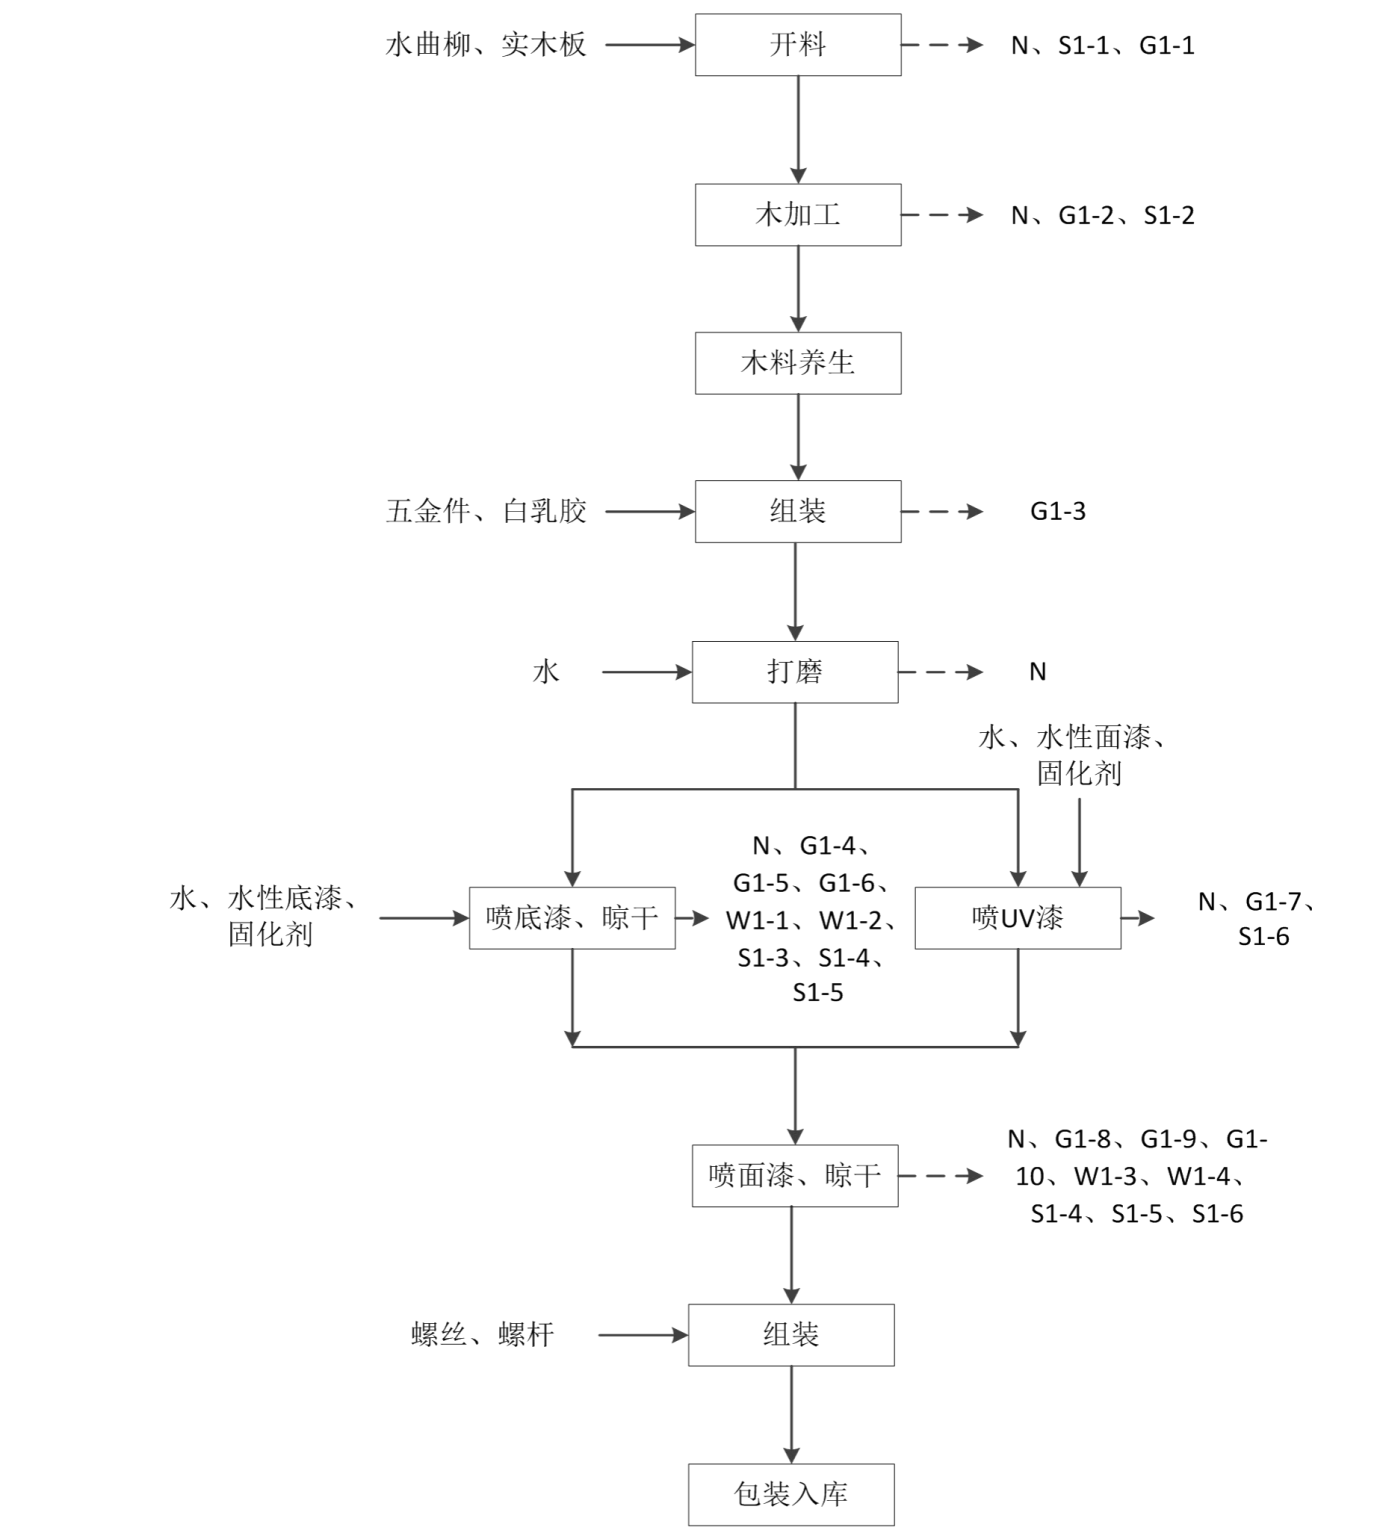 水曲柳、实木板
开料
N、S1-1、G1-1
木加工
N、G1-2、S1-2
木料养生
五金件、白乳胶
组装
G1-3
水
打磨
N
水、水性面漆、
固化剂
水、水性底漆、
固化剂
喷底漆、晾干
N、G1-4、
G1-5、G1-6、
W1-1、W1-2、
S1-3、S1-4、
S1-5
喷UV漆
N、G1-7、
S1-6
喷面漆、晾干
N、G1-8、G1-9、G1-
10、W1-3、W1-4、
S1-4、S1-5、S1-6
螺丝、螺杆
组装
包装入库